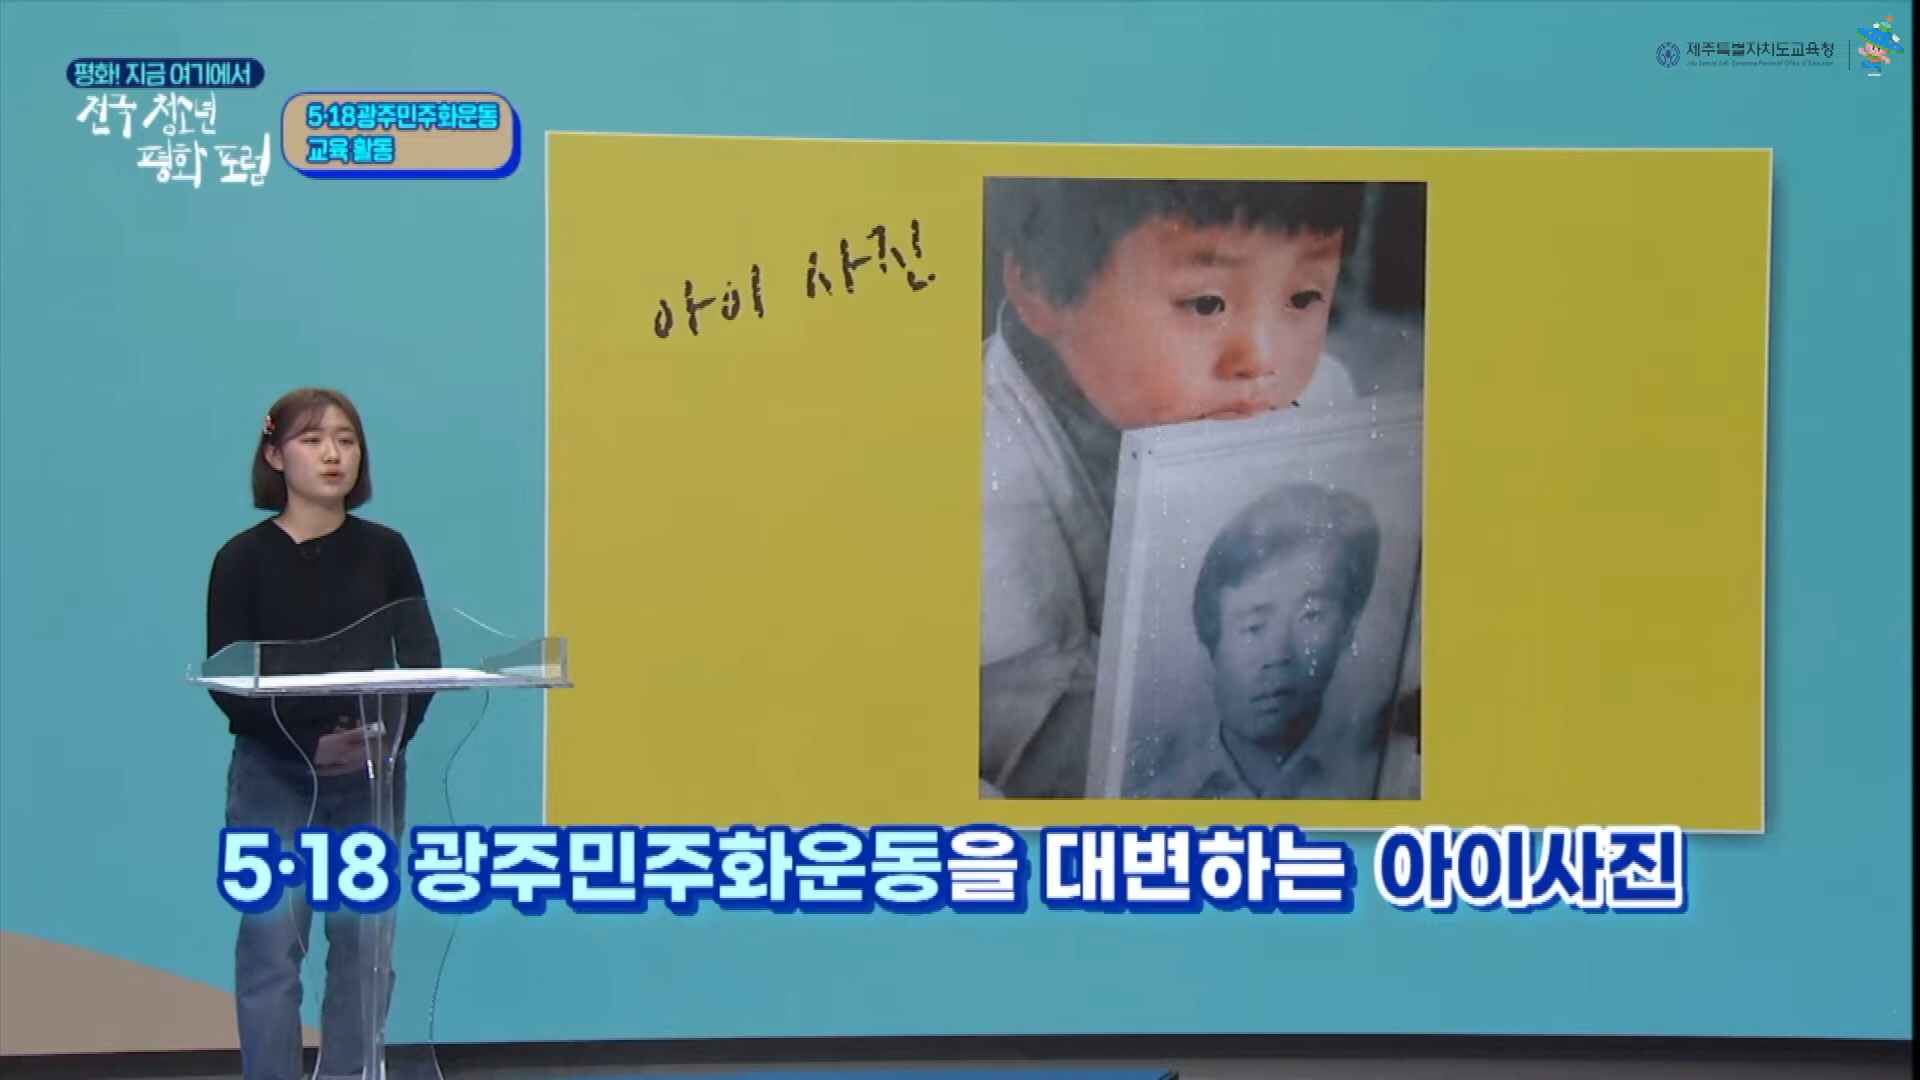 평화! 지금 여기에서
전국 청소년
평화 포럼
5·18광주민주화운동
교육 활동
제주특별자치도교육청
아이 사진
5·18 광주민주화운동을 대변하는 아이사진